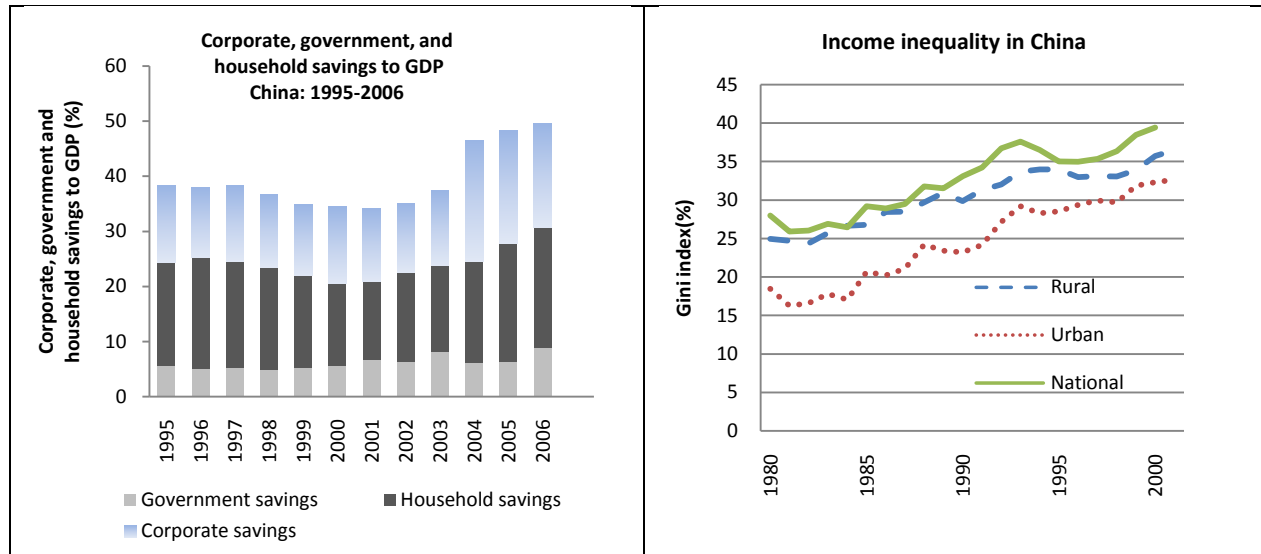 Corporate, government, and
household savings to GDP
China: 1995-2006
Corporate, government and
household savings to GDP (%)
60
50
40
30
20
10
0
1995
1996
1997
1998
1999
2000
2001
2002
2003
2004
2005
2006
Government savings
Household savings
Corporate savings
Income inequality in China
Gini index(%)
45
40
35
30
25
20
15
10
5
0
Rural
Urban
National
1980
1985
1990
1995
2000